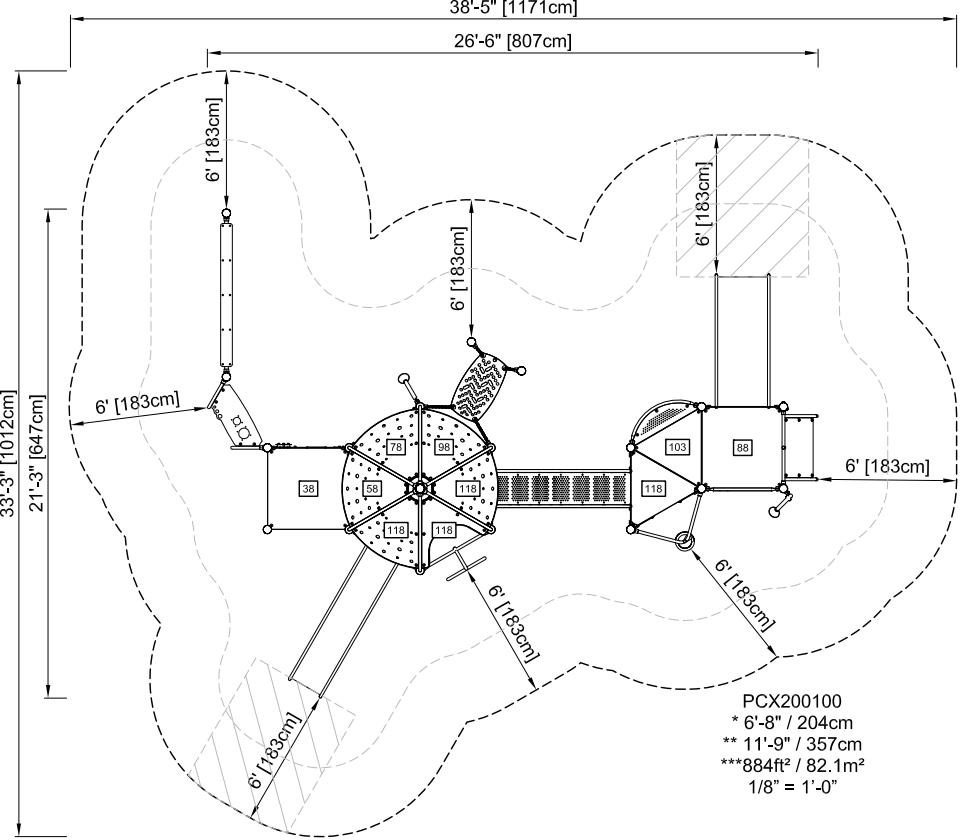 38'-5" [1171cm]
26'-6" [807cm]
6' [183cm]
6' [183cm]
6' [183cm]
6' [183cm]
33'-3" [1012cm]
21'-3" [647cm]
78
98
103
88
38
58
118
118
118
118
6' [183cm]
6' [183cm]
6' [183cm]
6' [183cm]
PCX200100
* 6'-8" / 204cm
** 11'-9" / 357cm
***884ft² / 82.1m²
1/8” = 1’-0”